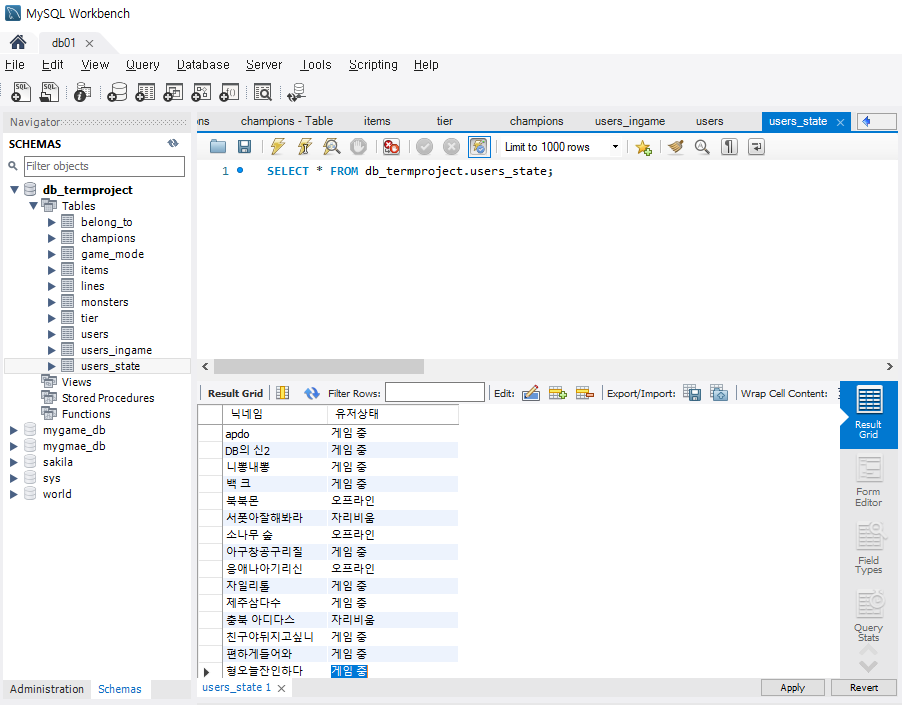 MySQL Workbench
db01
File Edit View Query Database Server Tools Scripting Help
Navigator
SCHEMAS
Filter objects
db_termproject
Tables
belong_to
champions
game_mode
items
lines
monsters
tier
users
users_ingame
users_state
Views
Stored Procedures
Functions
mygame_db
mygmae_db
sakila
sys
world
Administration Schemas
ns champions - Table items tier champions users_ingame users users_state
Limit to 1000 rows
1 SELECT * FROM db_termproject.users_state;
Result Grid Filter Rows: Edit: Export/Import: Wrap Cell Content:
닉네임 유저상태
apdo 게임 중
DB의 신2 게임 중
니뽕내뽕 게임 중
백 크 게임 중
북북몬 오프라인
서폿아잘해봐라 자리비움
소나무 숲 오프라인
아구창공구리질 게임 중
응애나아기리신 오프라인
자일리톨 게임 중
제주삼다수 게임 중
충북 아디다스 자리비움
친구야뒤지고싶니 게임 중
편하게들어와 게임 중
형오늘잔인하다 게임 중
Result
Grid
Form
Editor
Field
Types
Query
Stats
users_state 1
Apply Revert